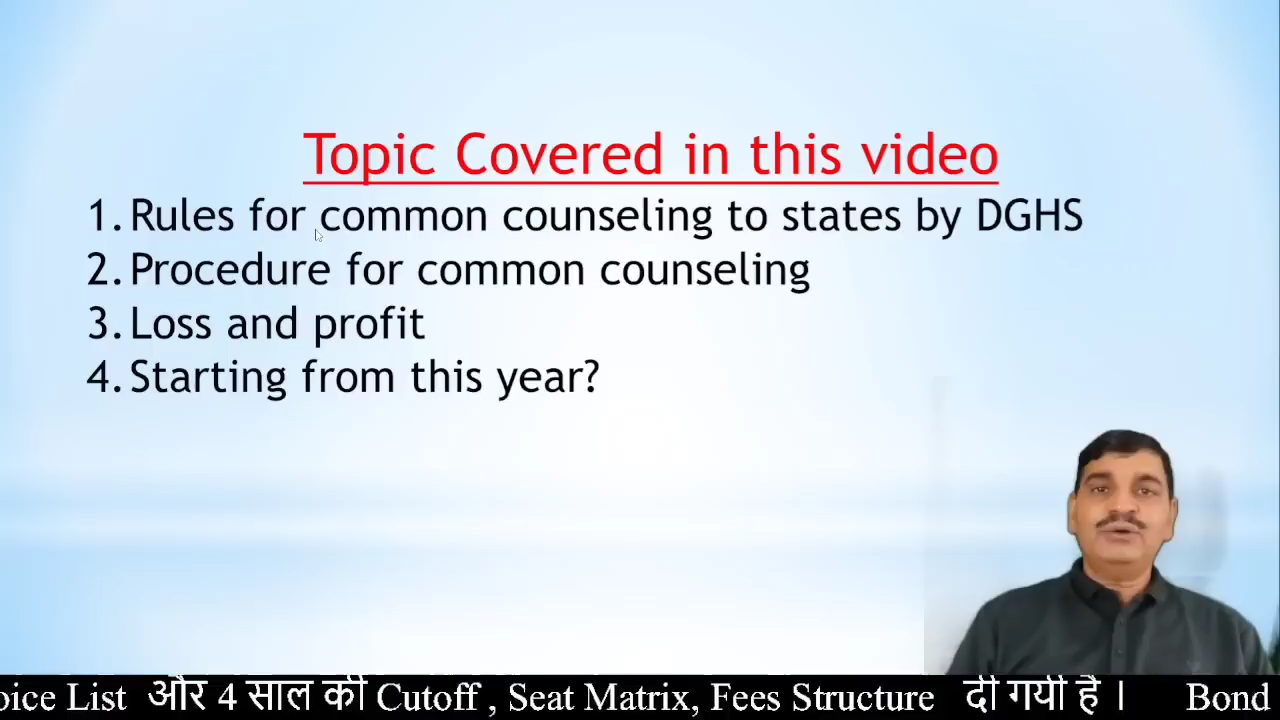 Topic Covered in this video
1. Rules for common counseling to states by DGHS
2. Procedure for common counseling
3. Loss and profit
4. Starting from this year?
oice List और 4 साल की Cutoff , Seat Matrix, Fees Structure दी गयी है । Bond